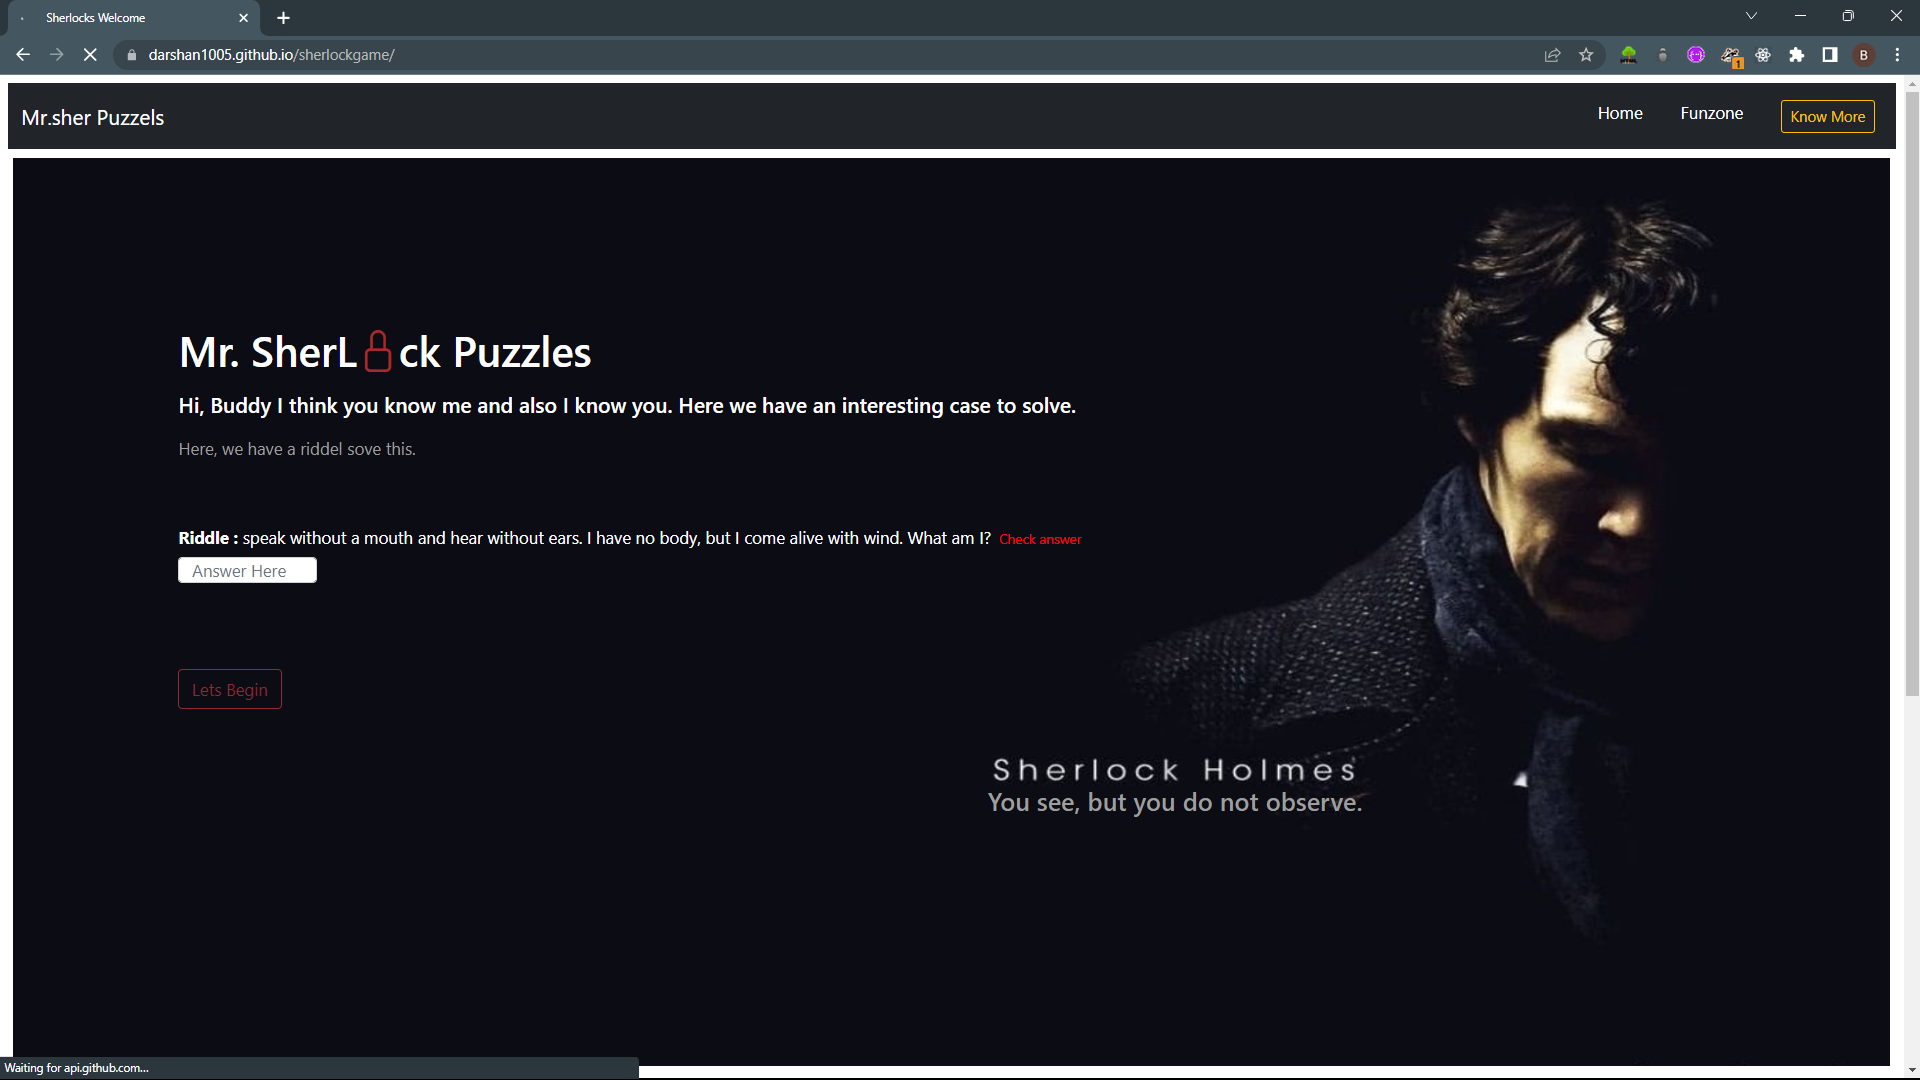 Sherlocks Welcome
darshan1005.github.io/sherlockgame/
1
B
Mr.sher Puzzels
Home
Funzone
Know More
Mr. SherL ck Puzzles
Hi, Buddy I think you know me and also I know you. Here we have an interesting case to solve.
Here, we have a riddel sove this.
Riddle : speak without a mouth and hear without ears. I have no body, but I come alive with wind. What am I? Check answer
Answer Here
Lets Begin
Sherlock Holmes
You see, but you do not observe.
Waiting for api.github.com...